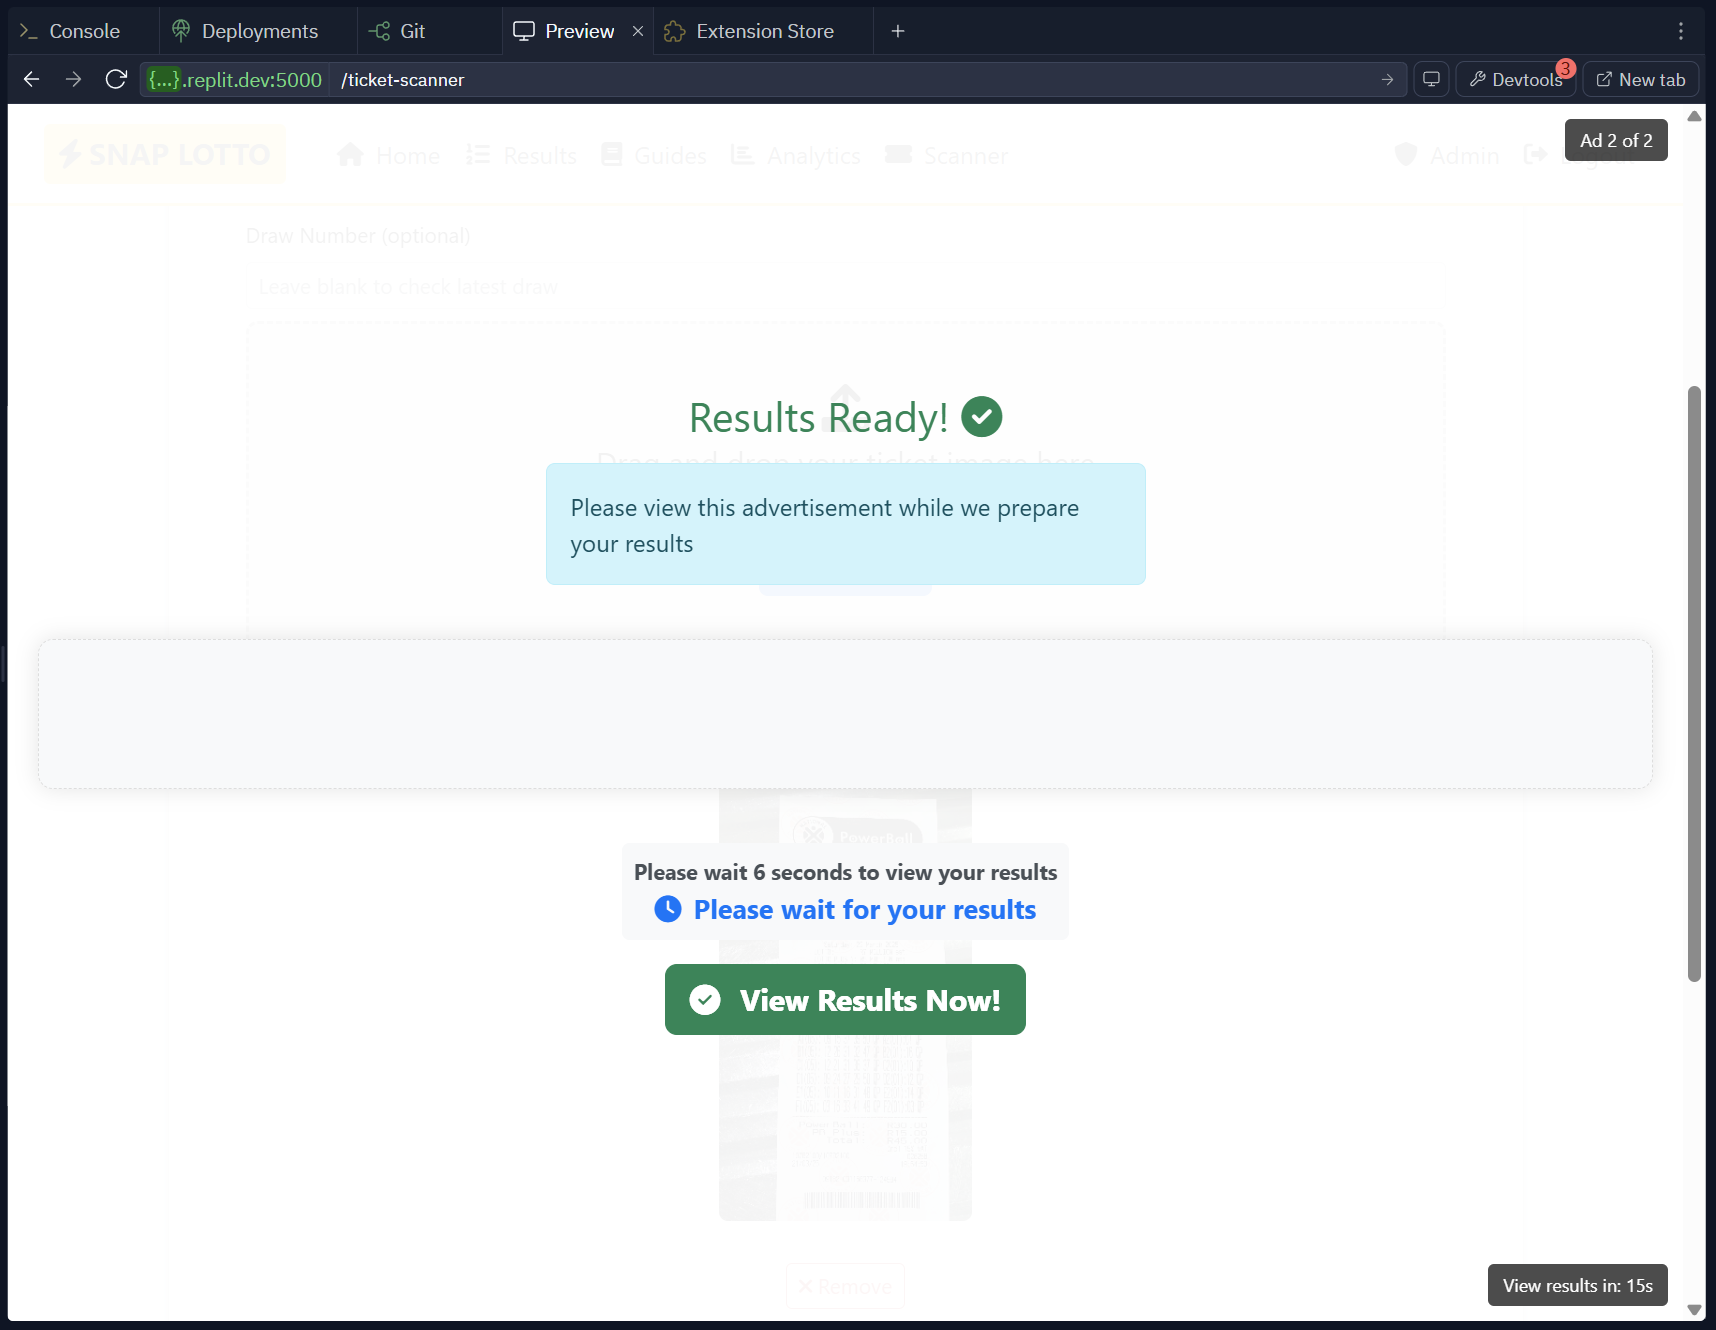 Console
Deployments
Git
Preview
Extension Store
{...}.replit.dev:5000
/ticket-scanner
Devtools
3
New tab
SNAP LOTTO
Home
Results
Guides
Analytics
Scanner
Admin
Ad 2 of 2
Draw Number (optional)
Leave blank to check latest draw
Results Ready!
Drag and drop your ticket image here
Please view this advertisement while we prepare
your results
PowerBall
Please wait 6 seconds to view your results
Please wait for your results
View Results Now!
Remove
View results in: 15s